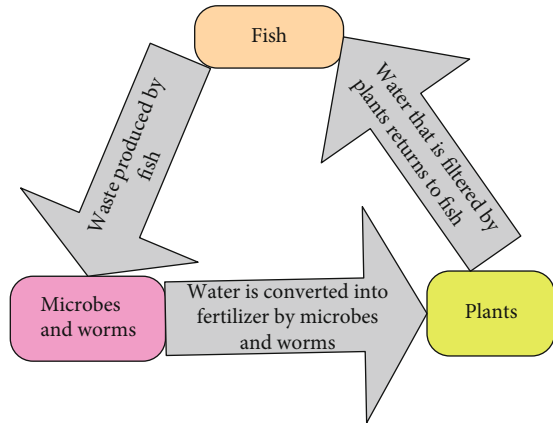 Fish
Waste produced by
fish
Microbes
and worms
Water is converted into
fertilizer by microbes
and worms
Plants
Water that is filtered by
plants returns to fish